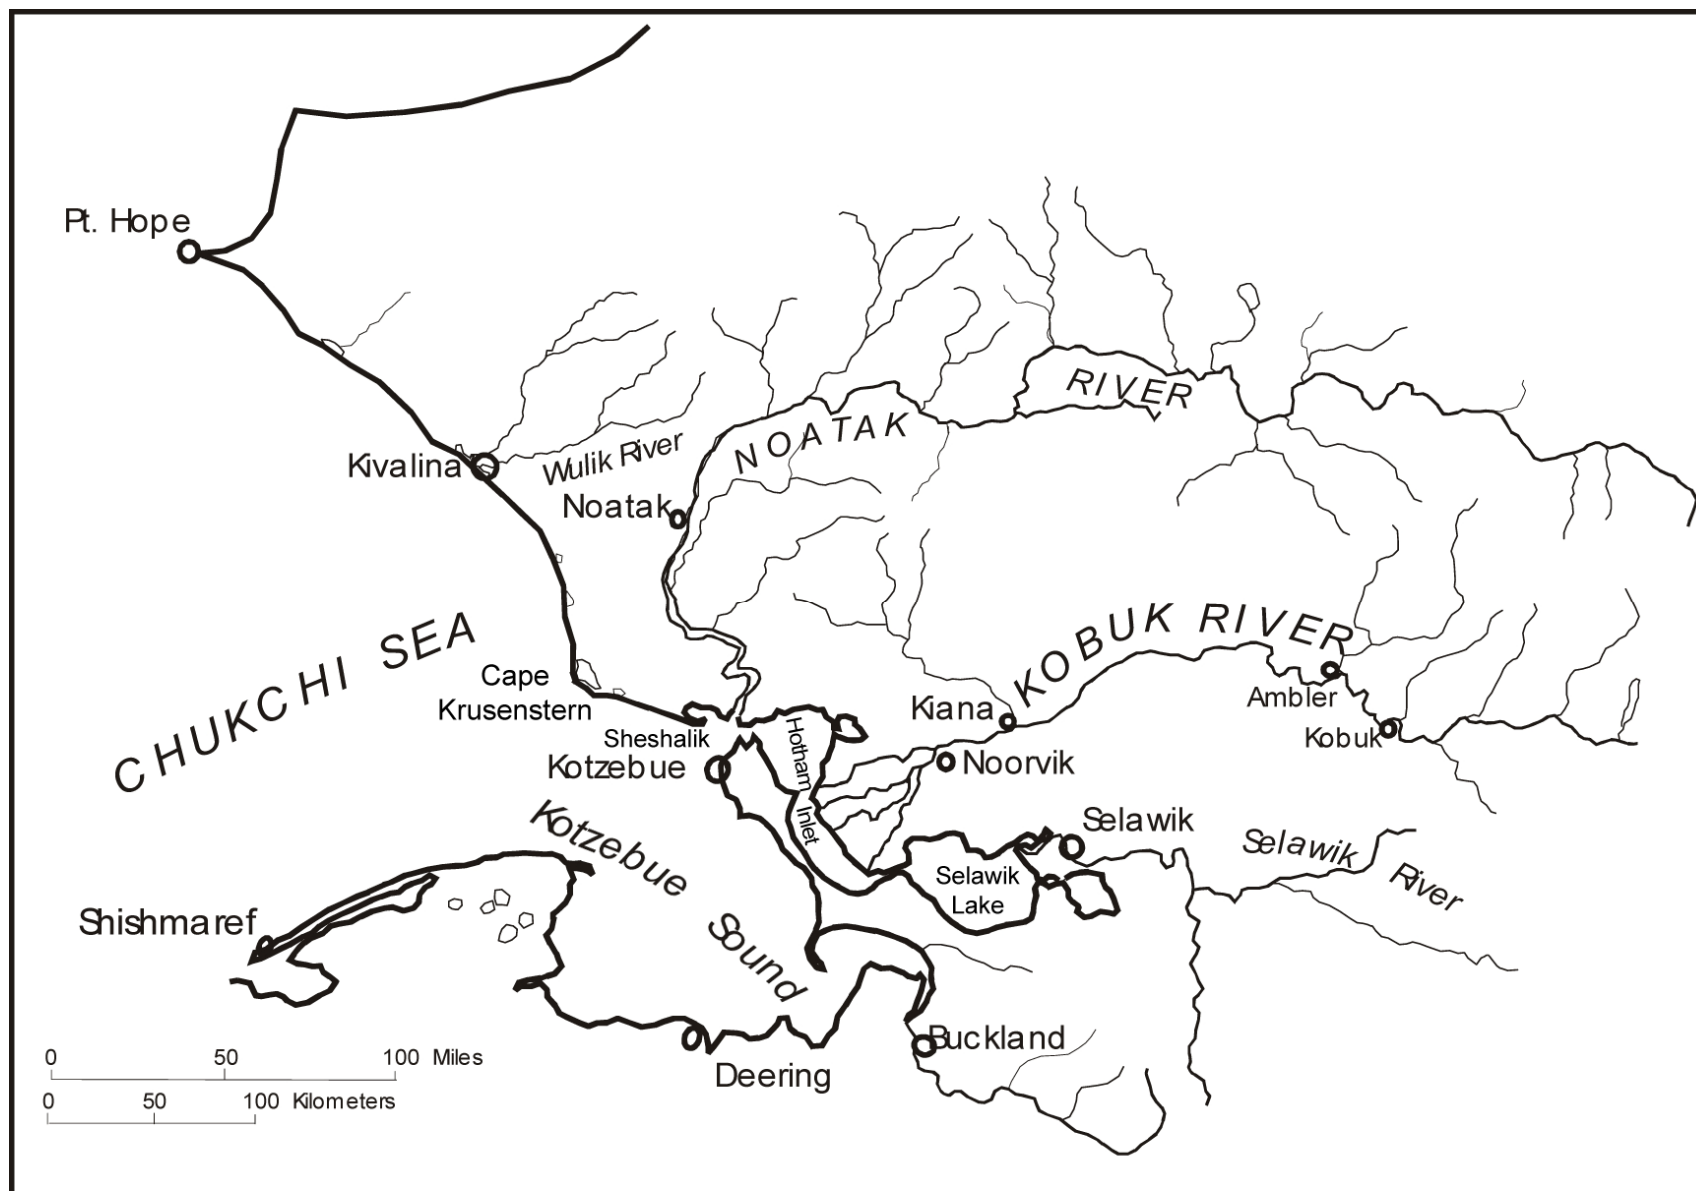 Pt. Hope
RIVER
NOATAK
Wulik River
Kivalina
Noatak
CHUKCHI SEA
KOBUK RIVER
Cape
Krusenstern
Ambler
Kiana
Hotham Inlet
Sheshalik
Kobuk
Kotzebue
Noorvik
Kotzebue Sound
Selawik
Selawik River
Selawik
Lake
Shishmaref
Buckland
Deering
0 50 100 Miles
0 50 100 Kilometers